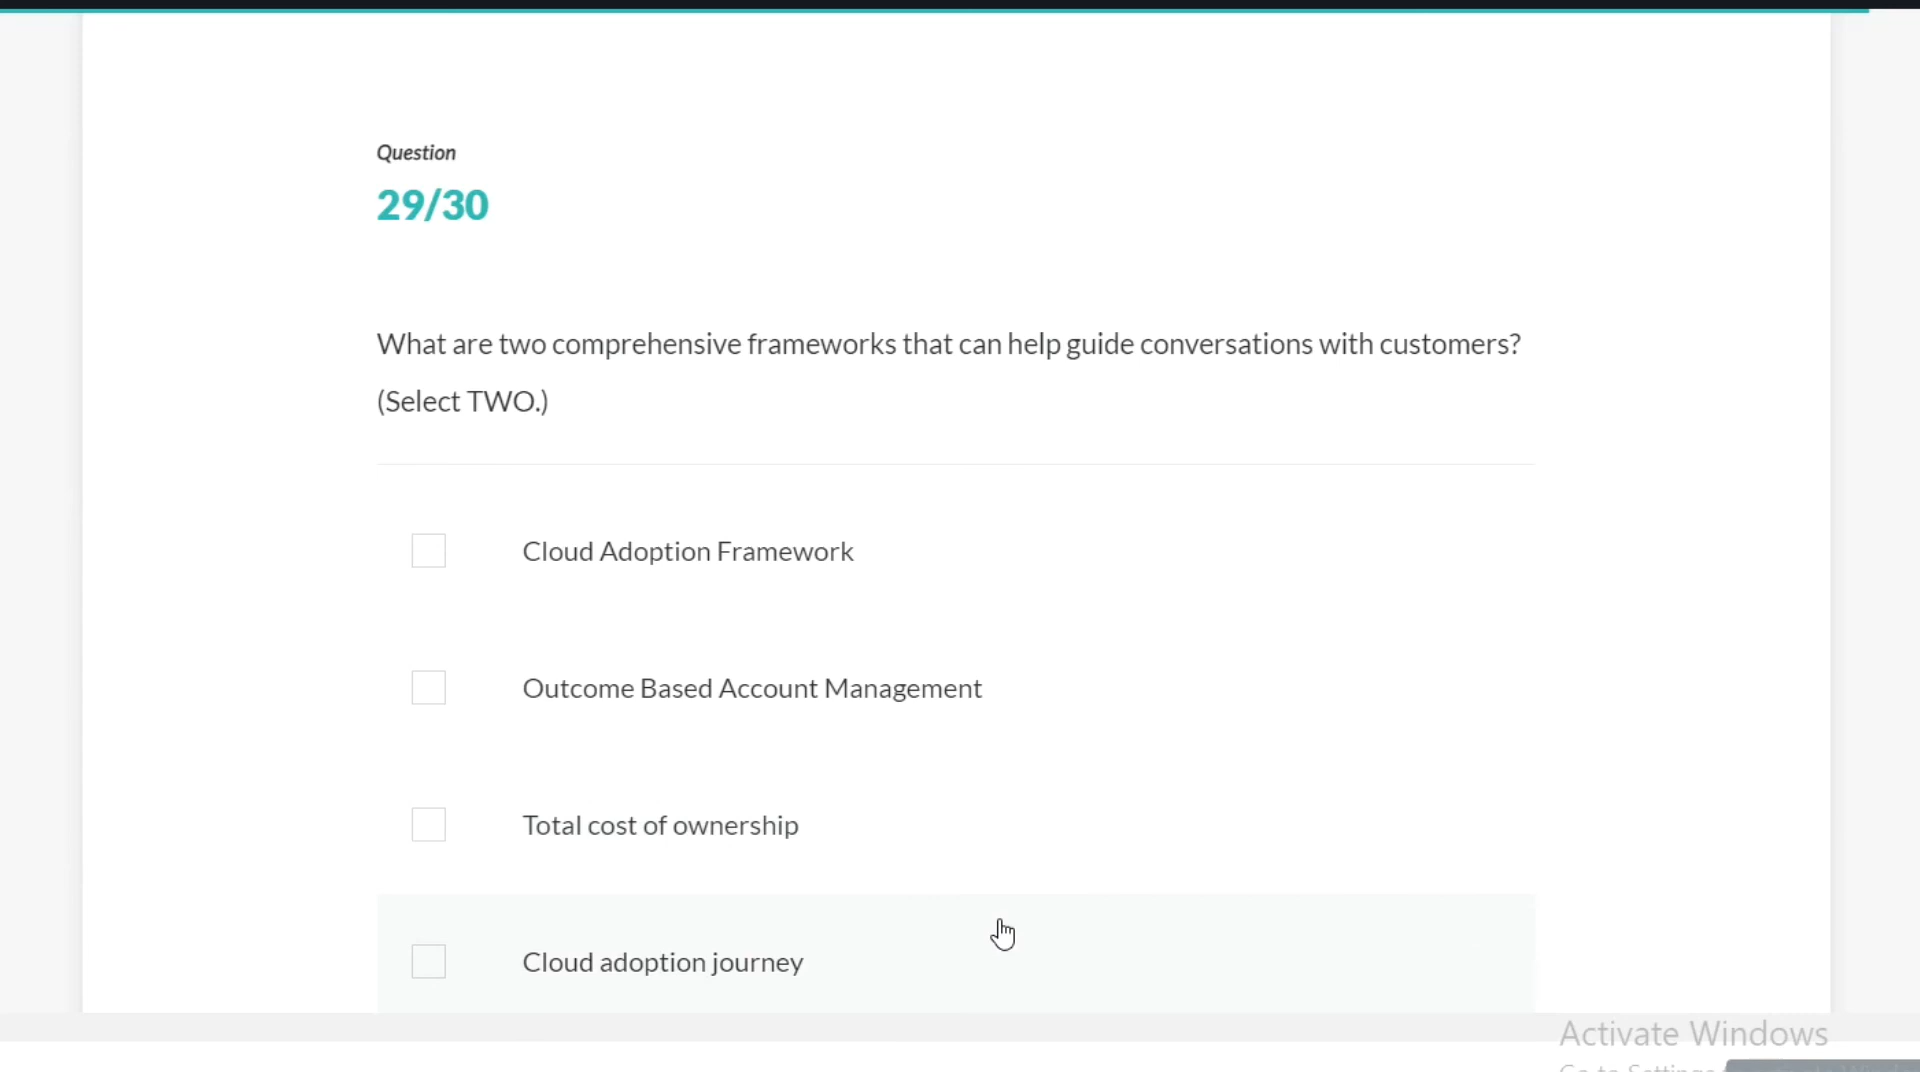 Question
29/30
What are two comprehensive frameworks that can help guide conversations with customers?
(Select TWO.)
Cloud Adoption Framework
Outcome Based Account Management
Total cost of ownership
Cloud adoption journey
Activate Windows